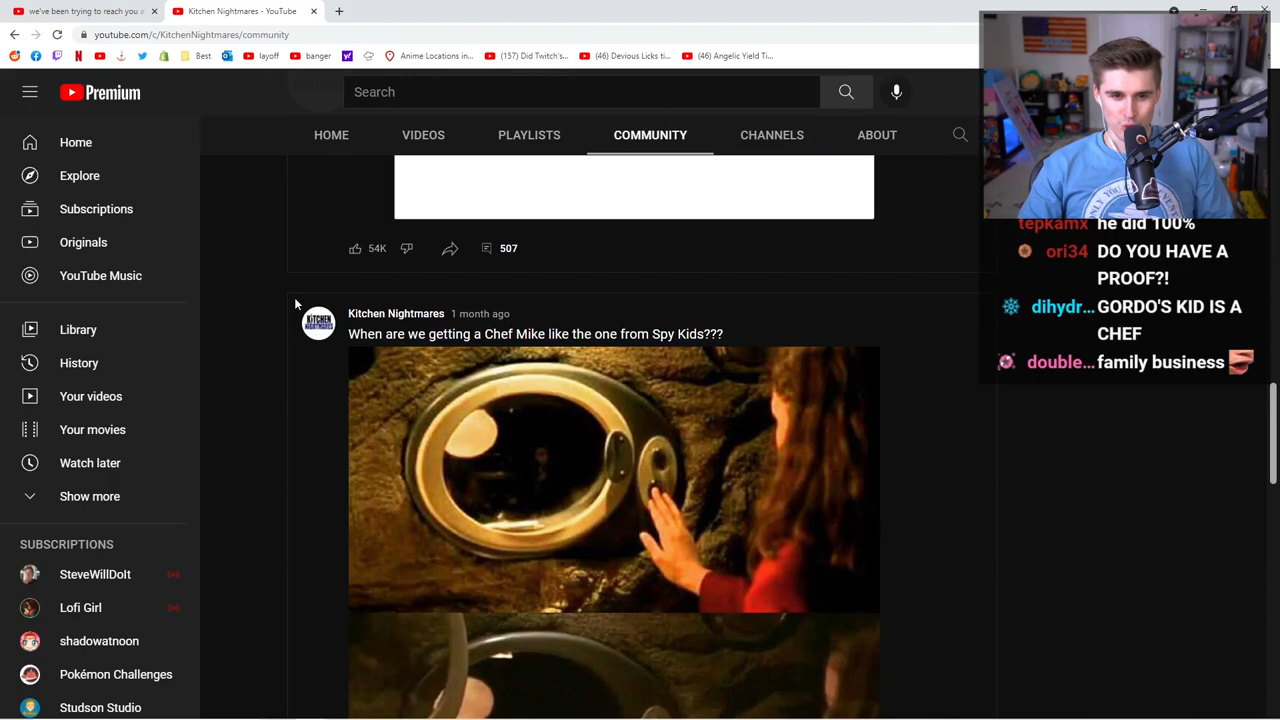 we've been trying to reach you a
Kitchen Nightmares - YouTube
youtube.com/c/KitchenNightmares/community
Best
layoff
banger
Anime Locations in...
(157) Did Twitch's...
(46) Devious Licks ti...
(46) Angelic Yield Ti...
Premium
Search
HOME
VIDEOS
PLAYLISTS
COMMUNITY
CHANNELS
ABOUT
Home
Explore
Subscriptions
Originals
YouTube Music
Library
History
Your videos
Your movies
Watch later
Show more
SUBSCRIPTIONS
SteveWillDoIt
Lofi Girl
shadowatnoon
Pokémon Challenges
Studson Studio
54K
507
KITCHEN
NIGHTMARES
Kitchen Nightmares 1 month ago
When are we getting a Chef Mike like the one from Spy Kids???
tepkamx he did 100%
ori34 DO YOU HAVE A
PROOF?!
dihydr... GORDO'S KID IS A
CHEF
double... family business